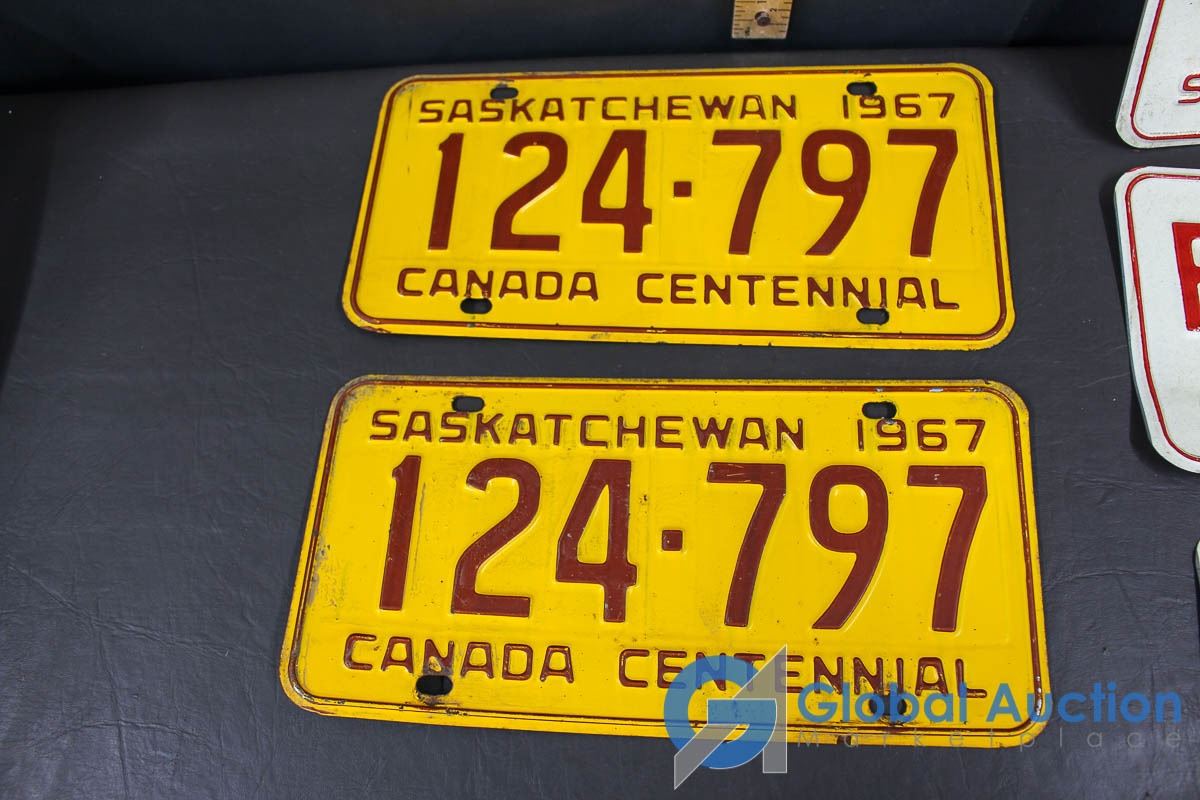 SASKATCHEWAN 1967
124·797
CANADA CENTENNIAL
SASKATCHEWAN 1967
124·797
CANADA CENTENNIAL
Global Auction
Marketplace